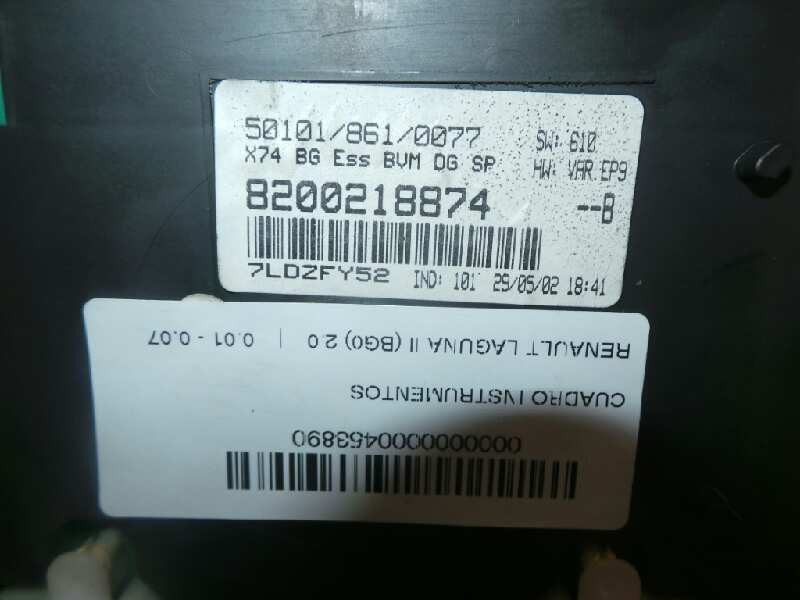 50101/861/0077 SW: 610
X74 BG Ess BVM DG SP HW: VAR EP9
8200218874 --B
7LDZFY52 IND: 101 29/05/02 18:41
000000000453890
CUADRO INSTRUMENTOS
RENAULT LAGUNA II (BG0) 2.0 | 0.01 - 0.07